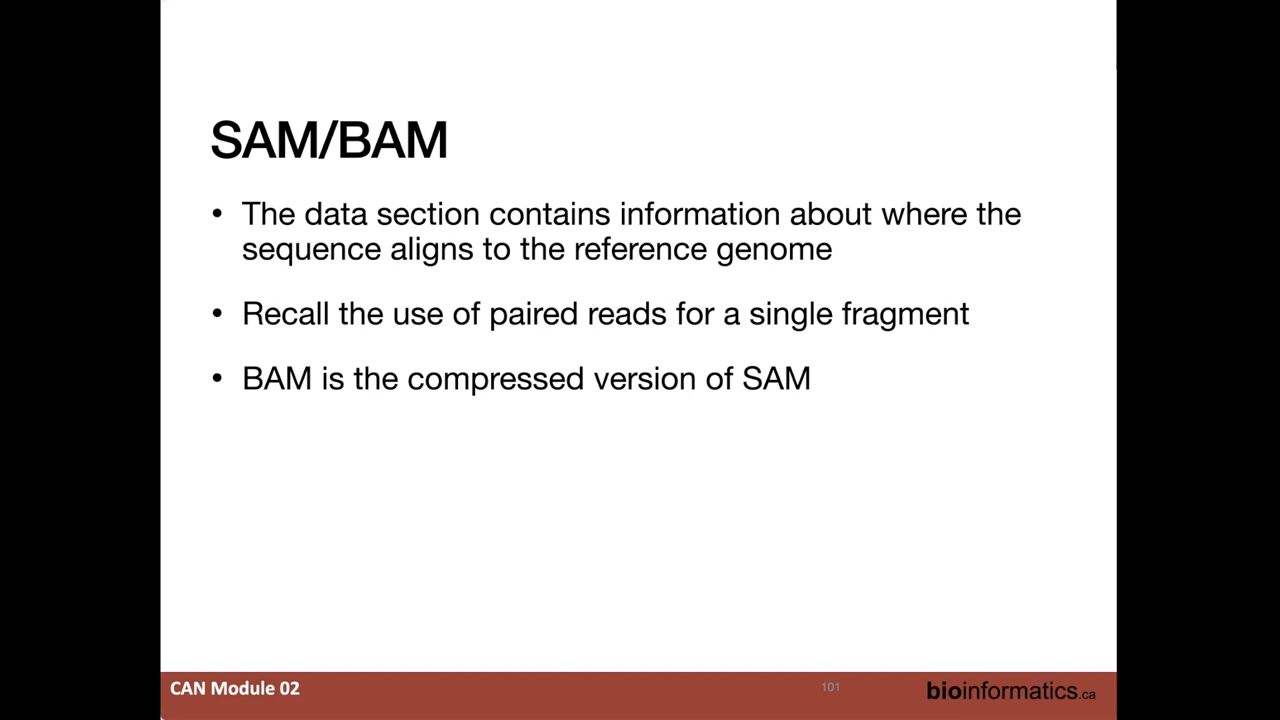 SAM/BAM
• The data section contains information about where the
sequence aligns to the reference genome
• Recall the use of paired reads for a single fragment
• BAM is the compressed version of SAM
CAN Module 02
101
bioinformatics.ca